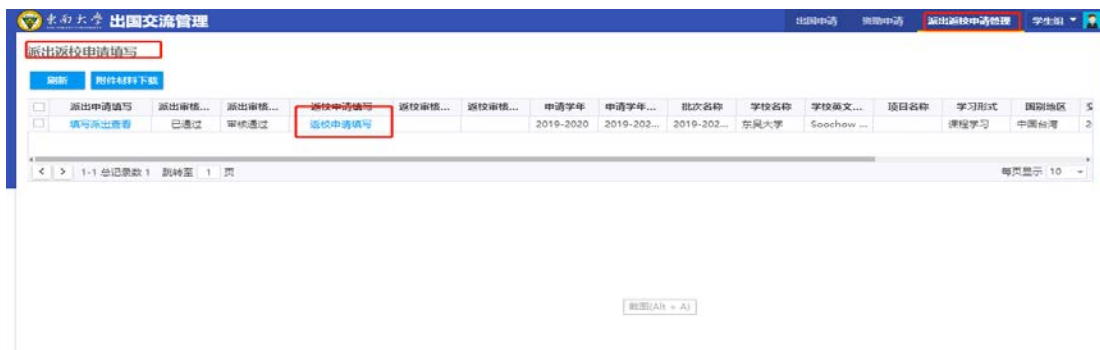 东南大学 出国交流管理 出国申请 资助申请 派出返校申请管理 学生组
派出返校申请填写
刷新 附件材料下载
派出申请填写 派出审核... 派出审核... 返校申请填写 返校审核... 返校审核... 申请学年 申请学年... 批次名称 学校名称 学校英文... 项目名称 学习形式 国别地区
填写派出查看 已通过 审核通过 返校申请填写 2019-2020 2019-202... 2019-202... 东吴大学 Soochow ... 课程学习 中国台湾 2
< > 1-1 总记录数 1 跳转至 1 页 每页显示 10
截图(Alt + A)